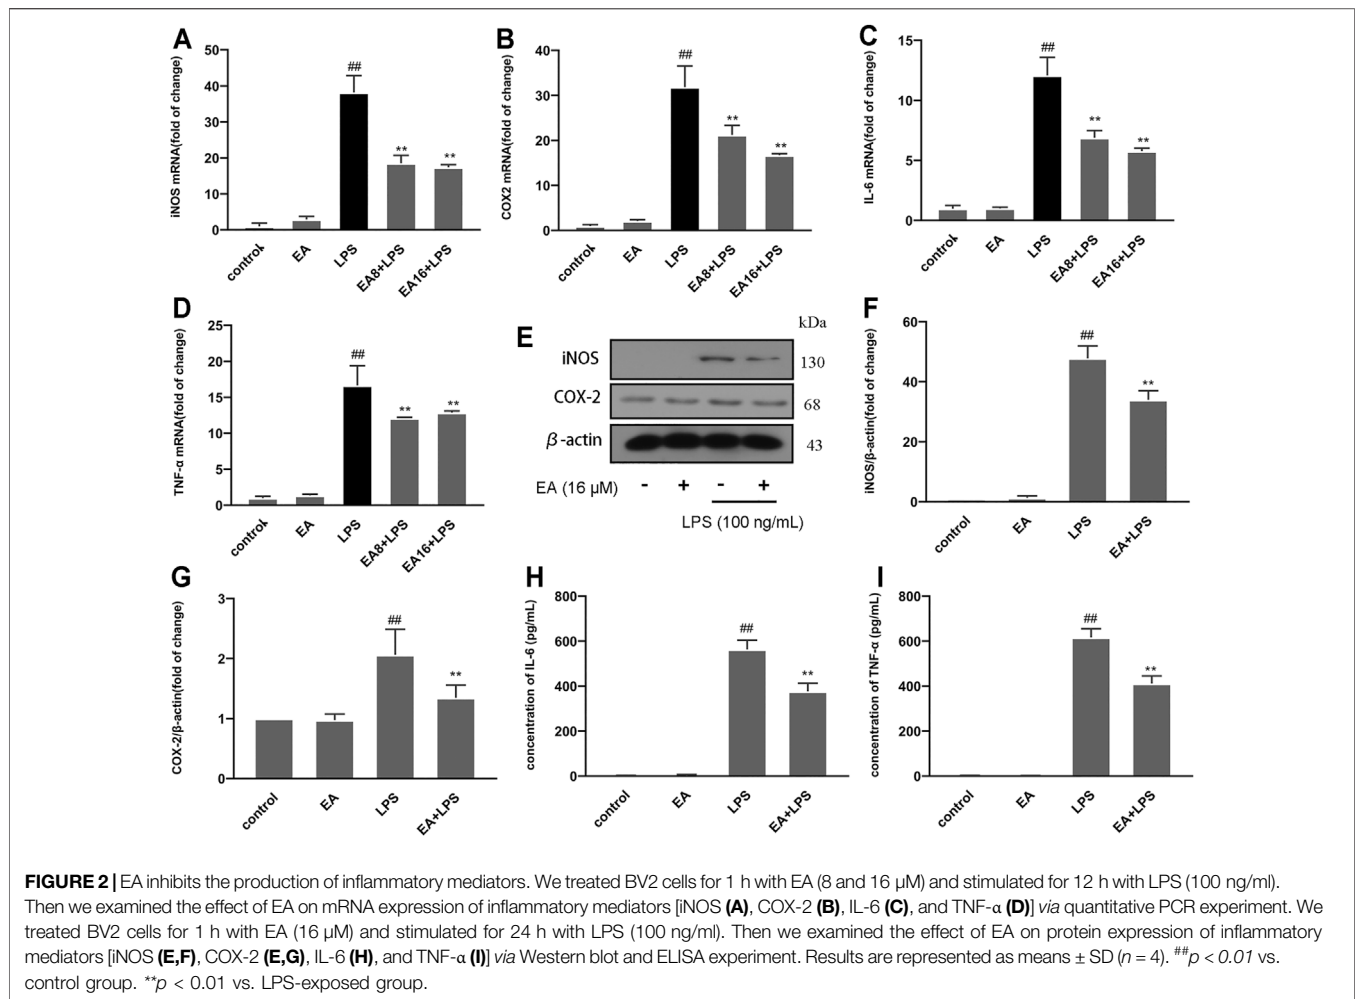 A
iNOS mRNA(fold of change)
50
40
30
20
10
0
##
**
**
control
EA
LPS
EA8+LPS
EA16+LPS
B
COX2 mRNA(fold of change)
40
30
20
10
0
##
**
**
control
EA
LPS
EA8+LPS
EA16+LPS
C
IL-6 mRNA(fold of change)
15
10
5
0
##
**
**
control
EA
LPS
EA8+LPS
EA16+LPS
D
TNF-α mRNA(fold of change)
25
20
15
10
5
0
##
**
**
control
EA
LPS
EA8+LPS
EA16+LPS
E
kDa
iNOS
130
COX-2
68
β-actin
43
EA (16 μM) - + - +
LPS (100 ng/mL)
F
iNOS/β-actin(fold of change)
60
40
20
0
##
**
control
EA
LPS
EA+LPS
G
COX-2/β-actin(fold of change)
3
2
1
0
##
**
control
EA
LPS
EA+LPS
H
concentration of IL-6 (pg/mL)
800
600
400
200
0
##
**
control
EA
LPS
EA+LPS
I
concentration of TNF-α (pg/mL)
800
600
400
200
0
##
**
control
EA
LPS
EA+LPS
FIGURE 2 | EA inhibits the production of inflammatory mediators. We treated BV2 cells for 1 h with EA (8 and 16 μM) and stimulated for 12 h with LPS (100 ng/ml).
Then we examined the effect of EA on mRNA expression of inflammatory mediators [iNOS (A), COX-2 (B), IL-6 (C), and TNF-α (D)] via quantitative PCR experiment. We
treated BV2 cells for 1 h with EA (16 μM) and stimulated for 24 h with LPS (100 ng/ml). Then we examined the effect of EA on protein expression of inflammatory
mediators [iNOS (E,F), COX-2 (E,G), IL-6 (H), and TNF-α (I)] via Western blot and ELISA experiment. Results are represented as means ± SD (n = 4). ##p < 0.01 vs.
control group. **p < 0.01 vs. LPS-exposed group.